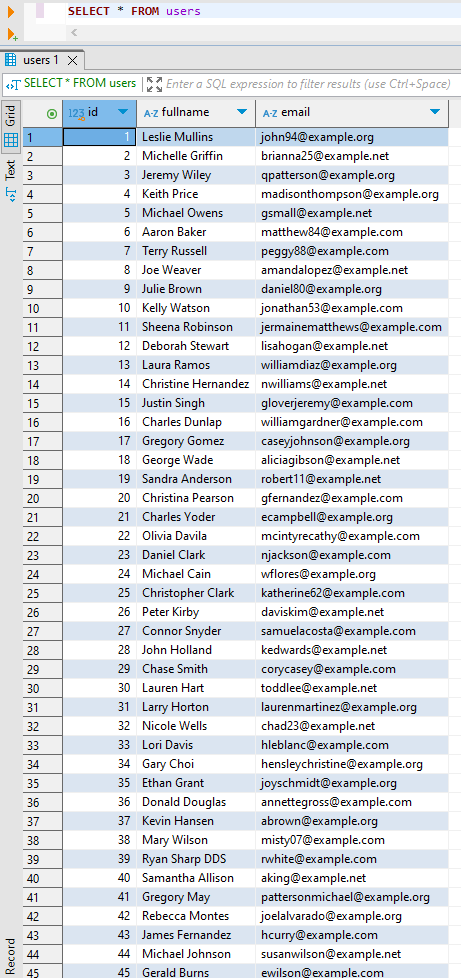 SELECT * FROM users
users 1
SELECT * FROM users Enter a SQL expression to filter results (use Ctrl+Space)
Grid
Text
Record
123 id A-Z fullname A-Z email
1 1 Leslie Mullins john94@example.org
2 2 Michelle Griffin brianna25@example.net
3 3 Jeremy Wiley qpatterson@example.org
4 4 Keith Price madisonthompson@example.org
5 5 Michael Owens gsmall@example.net
6 6 Aaron Baker matthew84@example.com
7 7 Terry Russell peggy88@example.com
8 8 Joe Weaver amandalopez@example.net
9 9 Julie Brown daniel80@example.org
10 10 Kelly Watson jonathan53@example.com
11 11 Sheena Robinson jermainematthews@example.com
12 12 Deborah Stewart lisahogan@example.net
13 13 Laura Ramos williamdiaz@example.org
14 14 Christine Hernandez nwilliams@example.net
15 15 Justin Singh gloverjeremy@example.com
16 16 Charles Dunlap williamgardner@example.com
17 17 Gregory Gomez caseyjohnson@example.org
18 18 George Wade aliciagibson@example.net
19 19 Sandra Anderson robert11@example.net
20 20 Christina Pearson gfernandez@example.com
21 21 Charles Yoder ecampbell@example.org
22 22 Olivia Davila mcintyrecathy@example.com
23 23 Daniel Clark njackson@example.com
24 24 Michael Cain wflores@example.org
25 25 Christopher Clark katherine62@example.com
26 26 Peter Kirby daviskim@example.net
27 27 Connor Snyder samuelacosta@example.com
28 28 John Holland kedwards@example.net
29 29 Chase Smith corycasey@example.com
30 30 Lauren Hart toddlee@example.net
31 31 Larry Horton laurenmartinez@example.org
32 32 Nicole Wells chad23@example.net
33 33 Lori Davis hleblanc@example.com
34 34 Gary Choi hensleychristine@example.org
35 35 Ethan Grant joyschmidt@example.com
36 36 Donald Douglas annettegross@example.com
37 37 Kevin Hansen abrown@example.org
38 38 Mary Wilson misty07@example.com
39 39 Ryan Sharp DDS rwhite@example.com
40 40 Samantha Allison aking@example.net
41 41 Gregory May pattersonmichael@example.org
42 42 Rebecca Montes joelalvarado@example.org
43 43 James Fernandez hcurry@example.com
44 44 Michael Johnson susanwilson@example.net
45 45 Gerald Burns ewilson@example.com